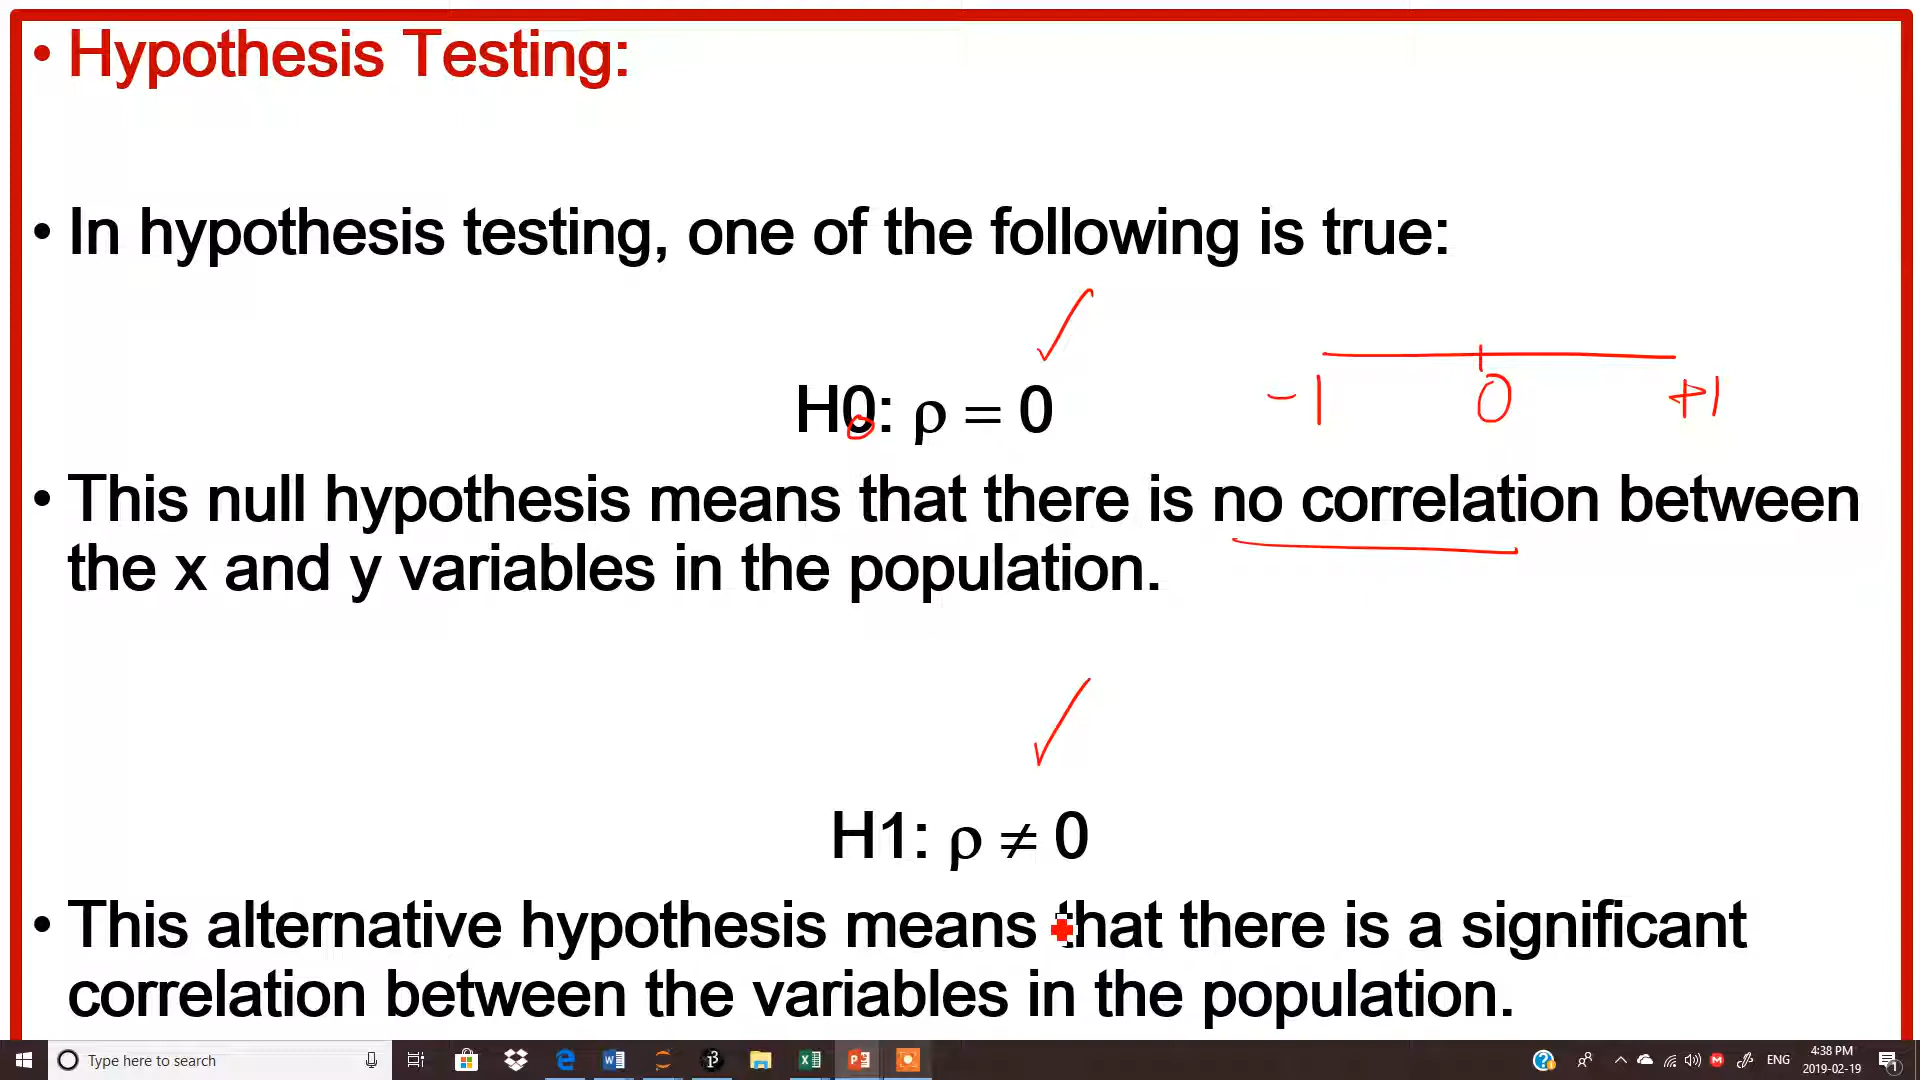 • Hypothesis Testing:
• In hypothesis testing, one of the following is true:
H0: ρ = 0
-1 0 +1
• This null hypothesis means that there is no correlation between
the x and y variables in the population.
H1: ρ ≠ 0
• This alternative hypothesis means that there is a significant
correlation between the variables in the population.
Type here to search
ENG
4:38 PM
2019-02-19